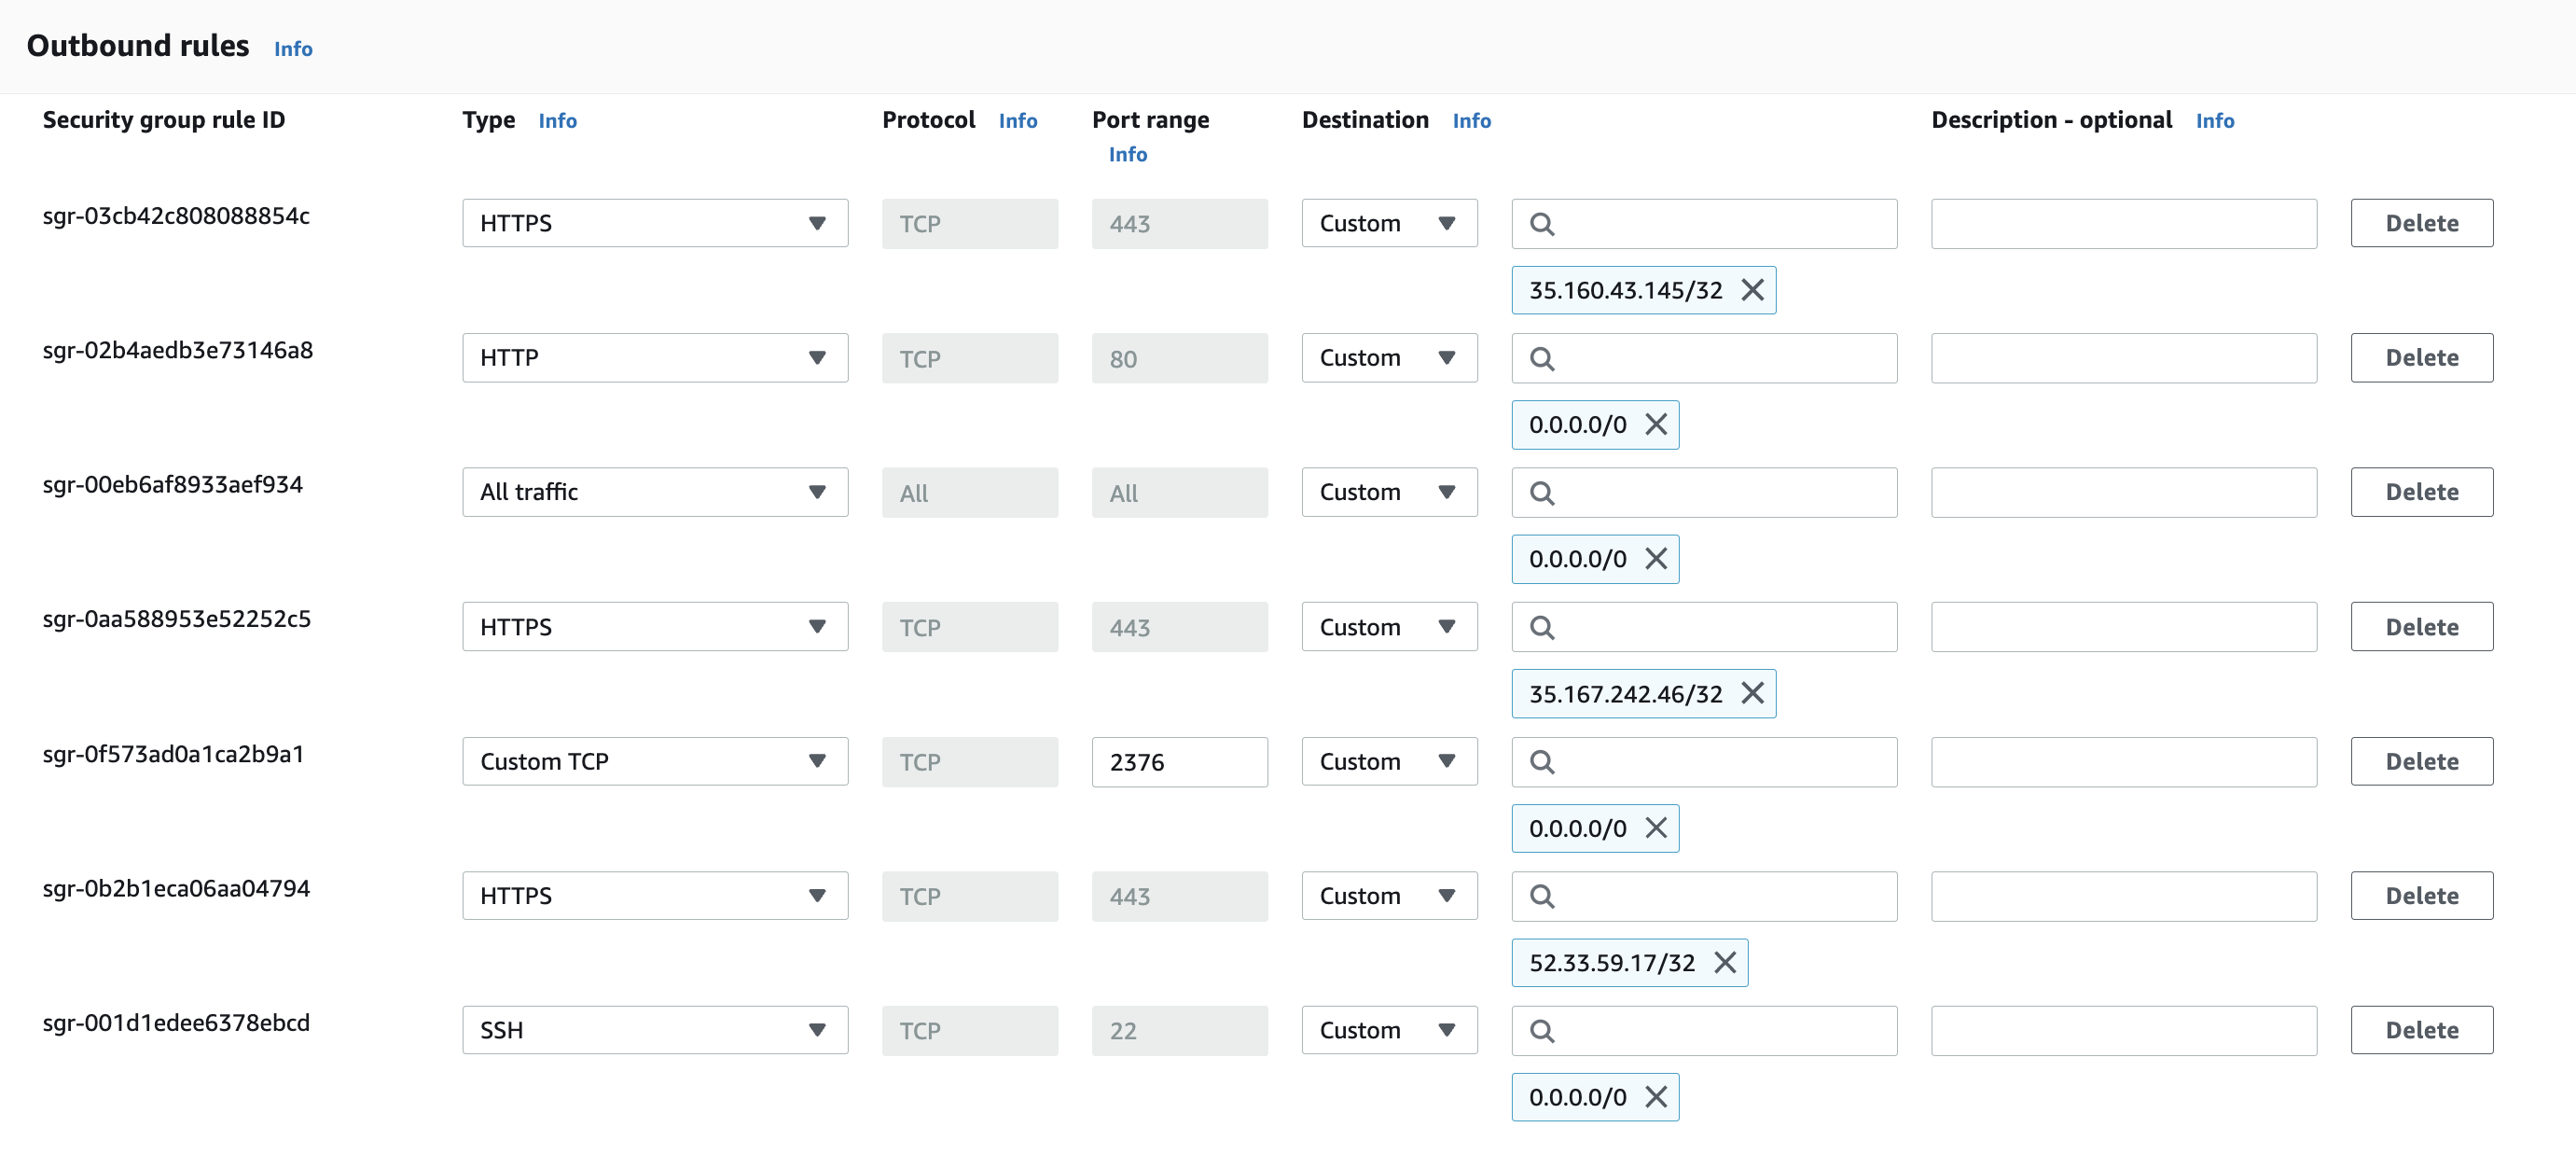 Outbound rules Info
Security group rule ID Type Info Protocol Info Port range Info Destination Info Description - optional Info
sgr-03cb42c808088854c HTTPS TCP 443 Custom Delete
35.160.43.145/32
sgr-02b4aedb3e73146a8 HTTP TCP 80 Custom Delete
0.0.0.0/0
sgr-00eb6af8933aef934 All traffic All All Custom Delete
0.0.0.0/0
sgr-0aa588953e52252c5 HTTPS TCP 443 Custom Delete
35.167.242.46/32
sgr-0f573ad0a1ca2b9a1 Custom TCP TCP 2376 Custom Delete
0.0.0.0/0
sgr-0b2b1eca06aa04794 HTTPS TCP 443 Custom Delete
52.33.59.17/32
sgr-001d1edee6378ebcd SSH TCP 22 Custom Delete
0.0.0.0/0